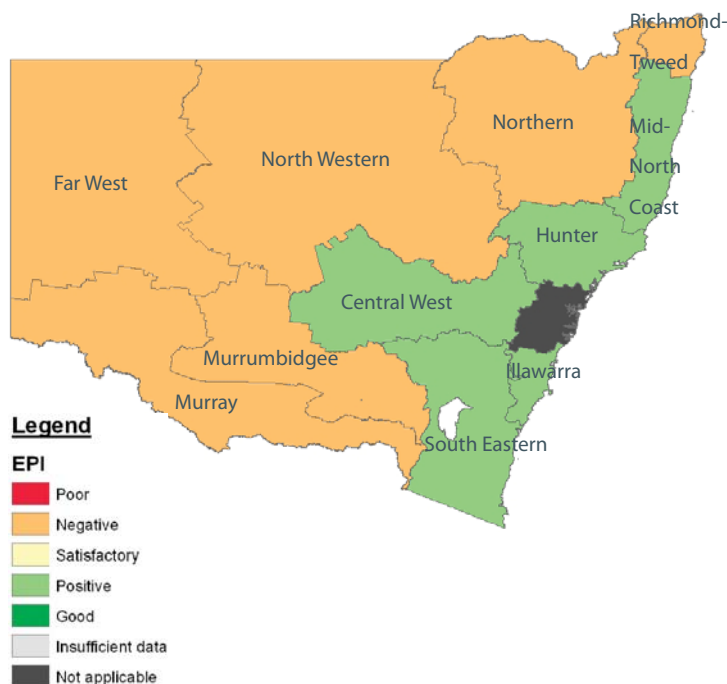 Richmond-
Tweed
Northern
Mid-
North
Coast
North Western
Far West
Hunter
Central West
Murrumbidgee
Illawarra
Murray
South Eastern
Legend
EPI
Poor
Negative
Satisfactory
Positive
Good
Insufficient data
Not applicable